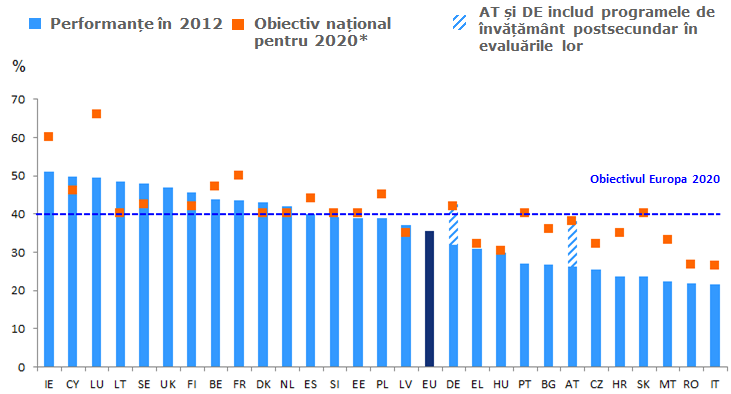 Performanțe în 2012
Obiectiv național
pentru 2020*
AT și DE includ programele de
învățământ postsecundar în
evaluările lor
%
70
60
50
40
30
20
10
0
Obiectivul Europa 2020
IE CY LU LT SE UK FI BE FR DK NL ES SI EE PL LV EU DE EL HU PT BG AT CZ HR SK MT RO IT